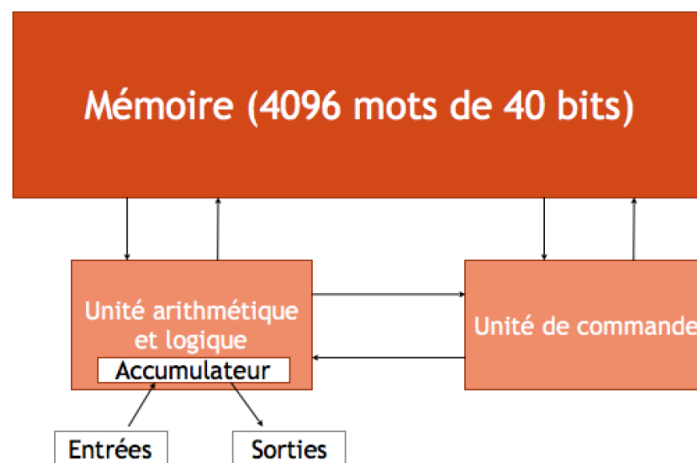 Mémoire (4096 mots de 40 bits)
Unité arithmétique
et logique
Accumulateur
Unité de commande
Entrées
Sorties